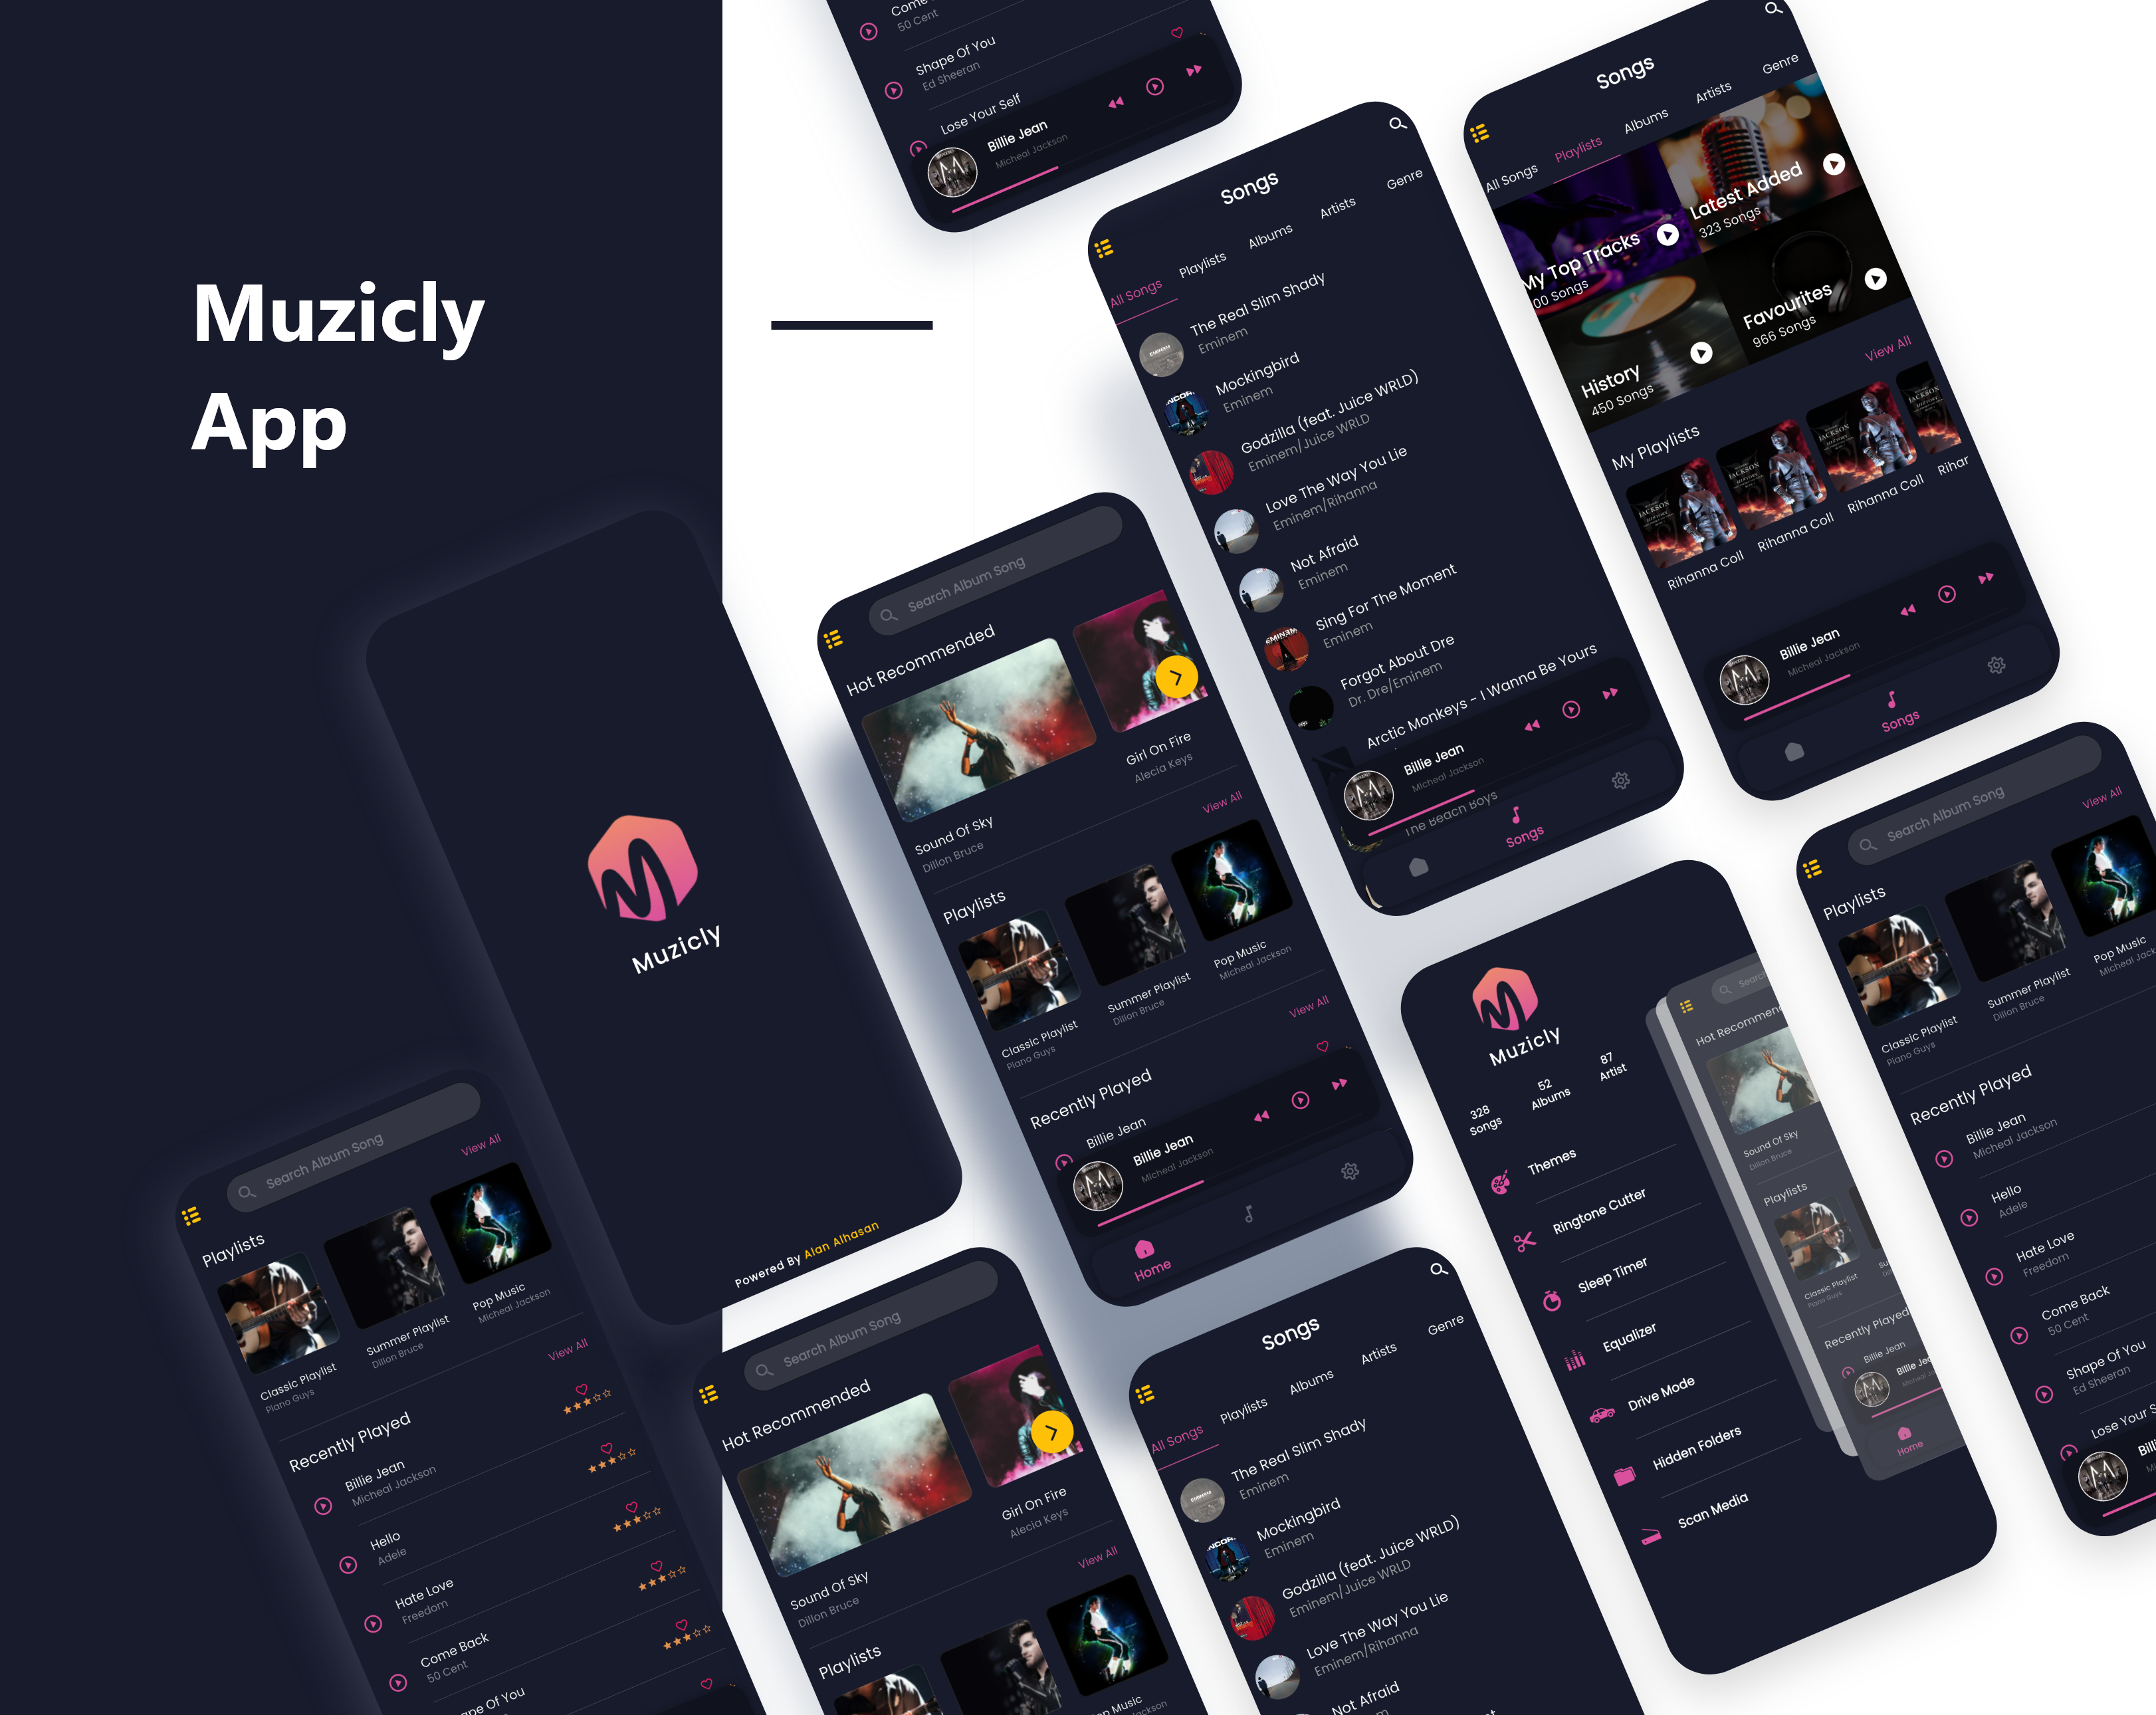 Muzicly
App
Come
50 Cent
Shape Of You
Ed Sheeran
Lose Your Self
Billie Jean
Micheal Jackson
Songs
All Songs
Playlists
Albums
Artists
Genre
The Real Slim Shady
Eminem
Mockingbird
Eminem
Godzilla (feat. Juice WRLD)
Eminem/Juice WRLD
Love The Way You Lie
Eminem/Rihanna
Not Afraid
Eminem
Sing For The Moment
Eminem
Forgot About Dre
Dr. Dre/Eminem
Arctic Monkeys - I Wanna Be Yours
Billie Jean
Micheal Jackson
The Beach Boys
Songs
Songs
All Songs
Playlists
Albums
Artists
Genre
My Top Tracks
00 Songs
Latest Added
323 Songs
History
450 Songs
Favourites
966 Songs
View All
My Playlists
JACKSON
JACKSON
JACKSON
Rihanna Coll
Rihanna Coll
Rihanna Coll
Rihar
Billie Jean
Micheal Jackson
Songs
Muzicly
Powered By Alan Alhasan
Search Album Song
Hot Recommended
Sound Of Sky
Dillon Bruce
Girl On Fire
Alecia Keys
View All
Playlists
Classic Playlist
Piano Guys
Summer Playlist
Dillon Bruce
Pop Music
Micheal Jackson
View All
Recently Played
Billie Jean
Billie Jean
Micheal Jackson
Home
Search Album Song
View All
Playlists
Classic Playlist
Piano Guys
Summer Playlist
Dillon Bruce
Pop Music
Micheal Jackson
View All
Recently Played
Billie Jean
Micheal Jackson
Hello
Adele
Hate Love
Freedom
Come Back
50 Cent
ape Of You
Search Album Song
Hot Recommended
Sound Of Sky
Dillon Bruce
Girl On Fire
Alecia Keys
View All
Playlists
Music
Songs
All Songs
Playlists
Albums
Artists
Genre
The Real Slim Shady
Eminem
Mockingbird
Eminem
Godzilla (feat. Juice WRLD)
Eminem/Juice WRLD
Love The Way You Lie
Eminem/Rihanna
Not Afraid
Muzicly
328
Songs
52
Albums
87
Artist
Themes
Ringtone Cutter
Sleep Timer
Equalizer
Drive Mode
Hidden Folders
Scan Media
Hot Recommen
Sound Of Sky
Dillon Bruce
Playlists
Classic Playlist
Piano Guys
Recently Played
Billie Jean
Home
Search Album Song
View All
Playlists
Classic Playlist
Piano Guys
Summer Playlist
Dillon Bruce
Pop Music
Micheal Jack
Recently Played
Billie Jean
Micheal Jackson
Hello
Adele
Hate Love
Freedom
Come Back
50 Cent
Shape Of You
Ed Sheeran
Lose Your S